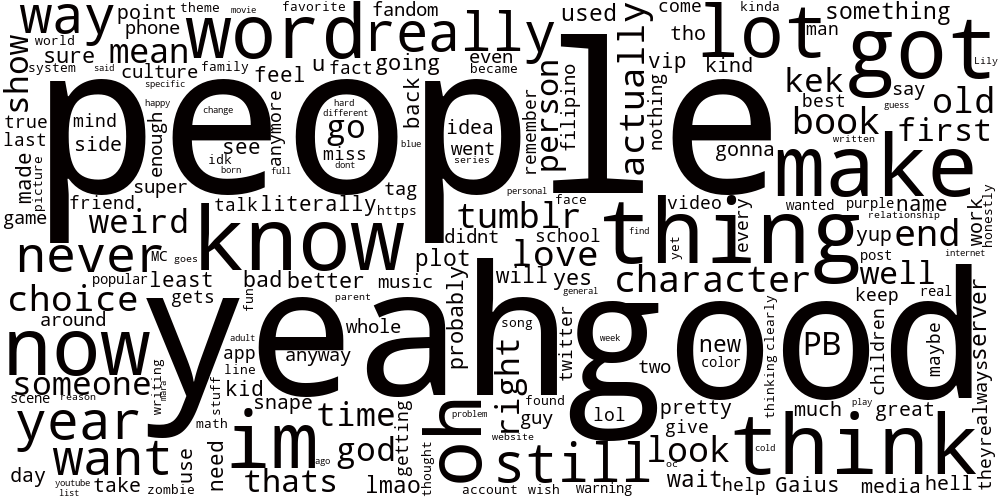 way
point
theme
movie
favorite
fandom
used
come
kinda
something
world
phone
word
really
tho
lot
man
got
show
sure
mean
u
fact
going
even
actually
vip
kind
Lily
system
said
culture
family
feel
became
kek
say
people
specific
best
guess
old
true
happy
change
hard
different
back
person
filipino
nothing
book
first
last
mind
enough
see
anymore
go
blue
idea
remember
written
side
idk
miss
went
gonna
make
made
picture
born
full
dont
series
super
tag
personal
face
game
friend
talk
literally
https
tumblr
video
wanted
purple
name
relationship
work
honestly
weird
know
didnt
school
thing
find
yet
every
yup
end
never
MC
goes
plot
love
post
internet
popular
least
bad
better
music
will
yes
character
well
choice
gets
fun
parent
probably
general
keep
real
around
yeah
whole
song
twitter
good
week
new
color
clearly
PB
children
maybe
server
now
adult
app
anyway
right
two
thinking
always
someone
line
kid
scene
reason
writing
mara
stuff
snape
found
lol
pretty
much
play
great
year
math
im
time
getting
oh
problem
guy
give
think
theyre
want
use
need
ago
god
thought
website
still
look
oc
cold
day
youtube
list
take
zombie
thats
lmao
account
wish
warning
wait
help
Gaius
media
hell